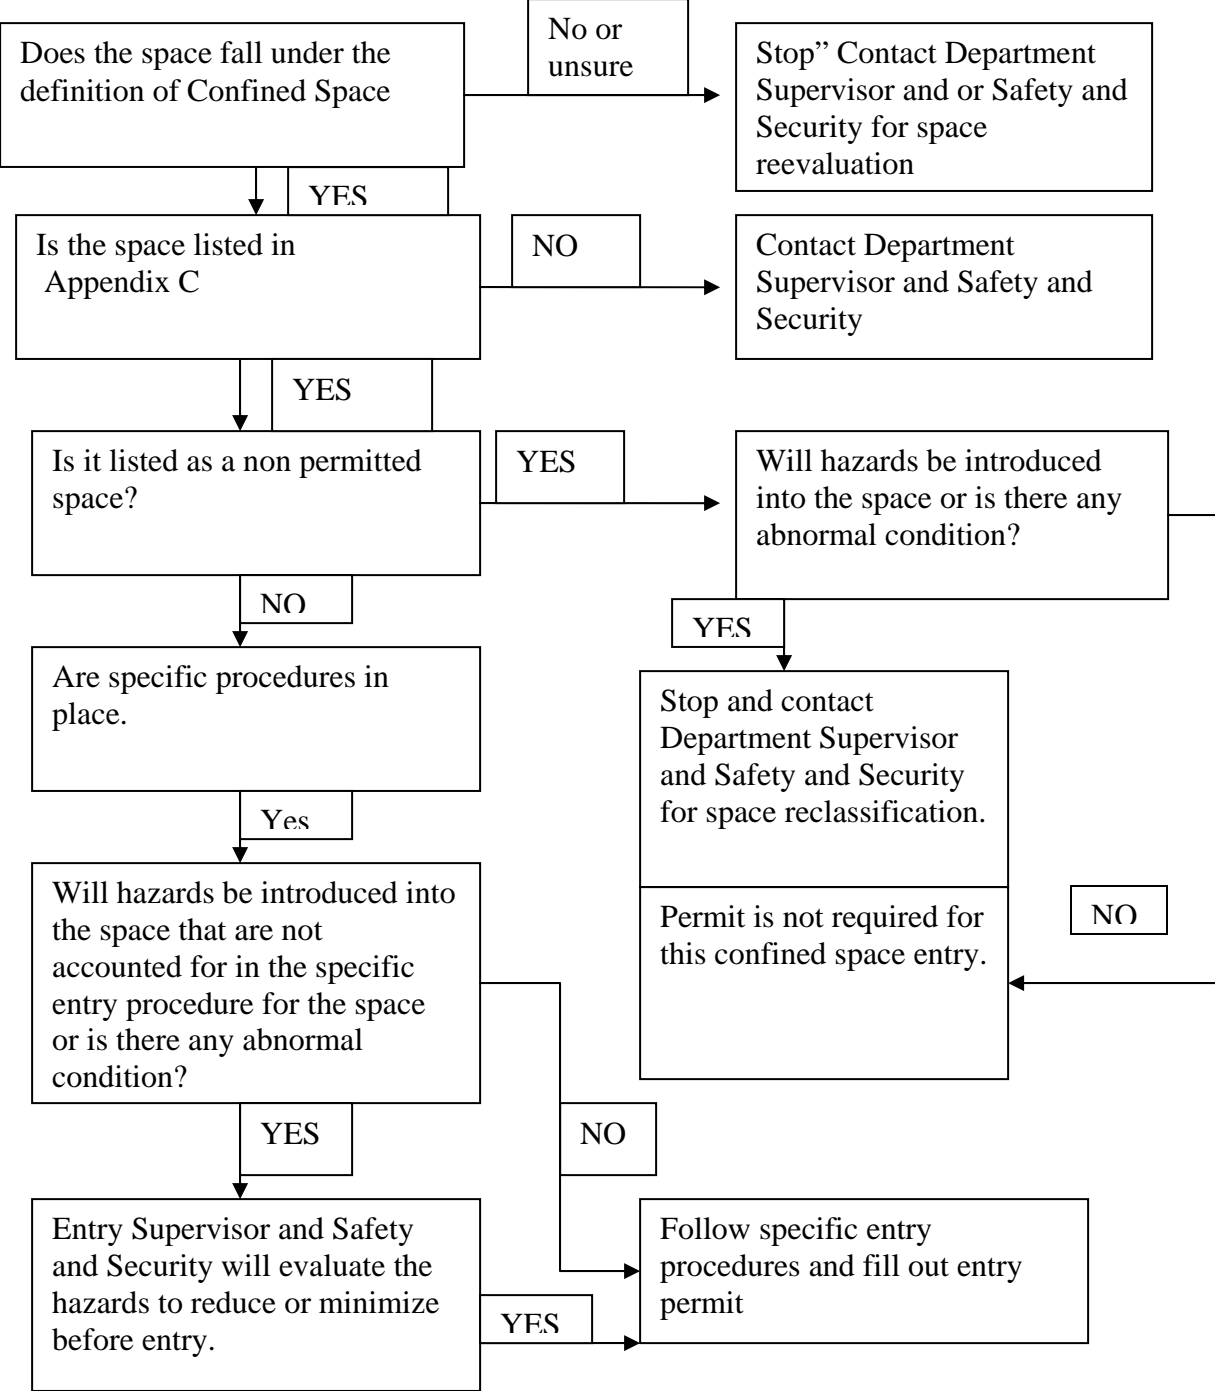 Does the space fall under the
definition of Confined Space
No or
unsure
Stop” Contact Department
Supervisor and or Safety and
Security for space
reevaluation
YES
Is the space listed in
Appendix C
NO
Contact Department
Supervisor and Safety and
Security
YES
Is it listed as a non permitted
space?
YES
Will hazards be introduced
into the space or is there any
abnormal condition?
NO
YES
Are specific procedures in
place.
Stop and contact
Department Supervisor
and Safety and Security
for space reclassification.
Yes
Will hazards be introduced into
the space that are not
accounted for in the specific
entry procedure for the space
or is there any abnormal
condition?
Permit is not required for
this confined space entry.
NO
YES
NO
Entry Supervisor and Safety
and Security will evaluate the
hazards to reduce or minimize
before entry.
YES
Follow specific entry
procedures and fill out entry
permit